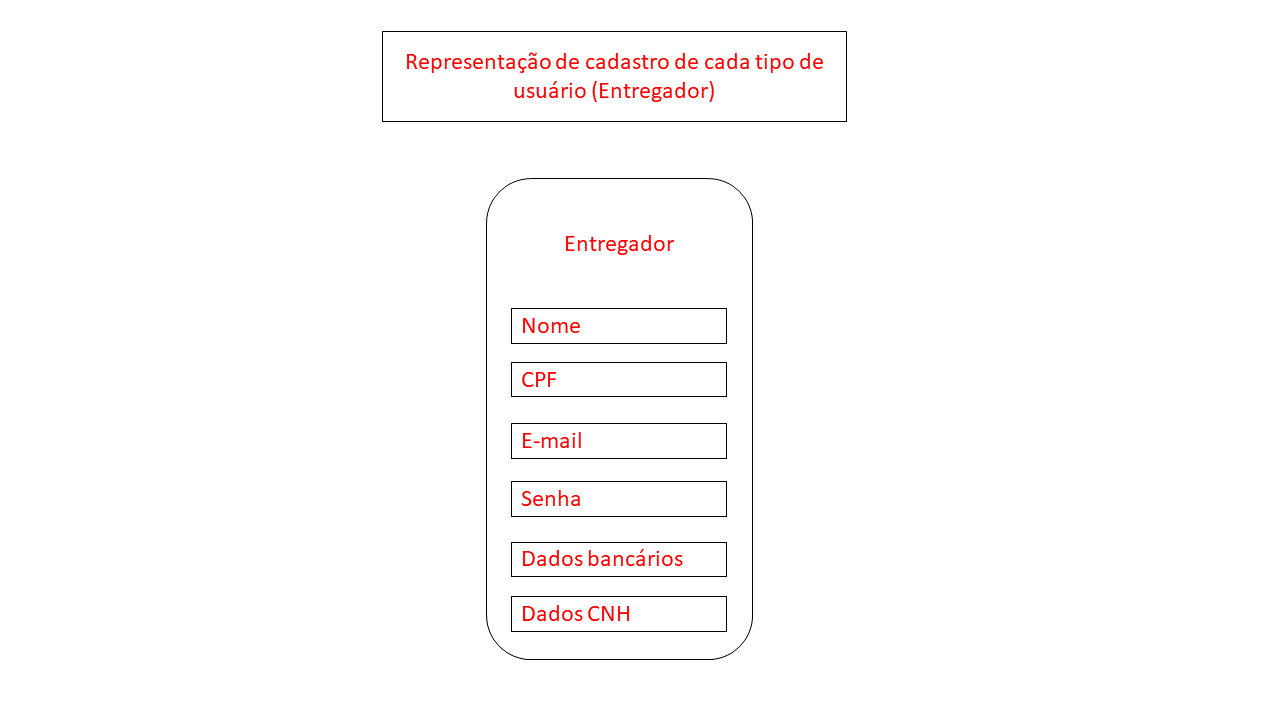 Representação de cadastro de cada tipo de
usuário (Entregador)
Entregador
Nome
CPF
E-mail
Senha
Dados bancários
Dados CNH